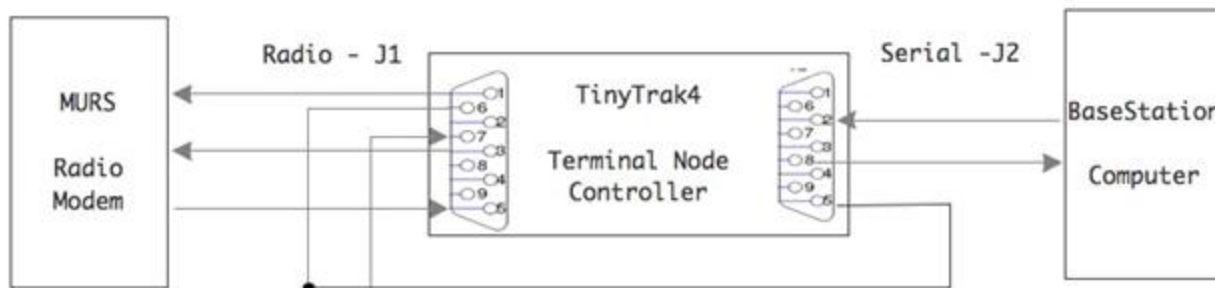 MURS
Radio
Modem
Radio - J1
1
6
2
7
3
8
4
9
5
TinyTrak4
Terminal Node
Controller
1
6
2
7
3
8
4
9
5
Serial -J2
BaseStation
Computer